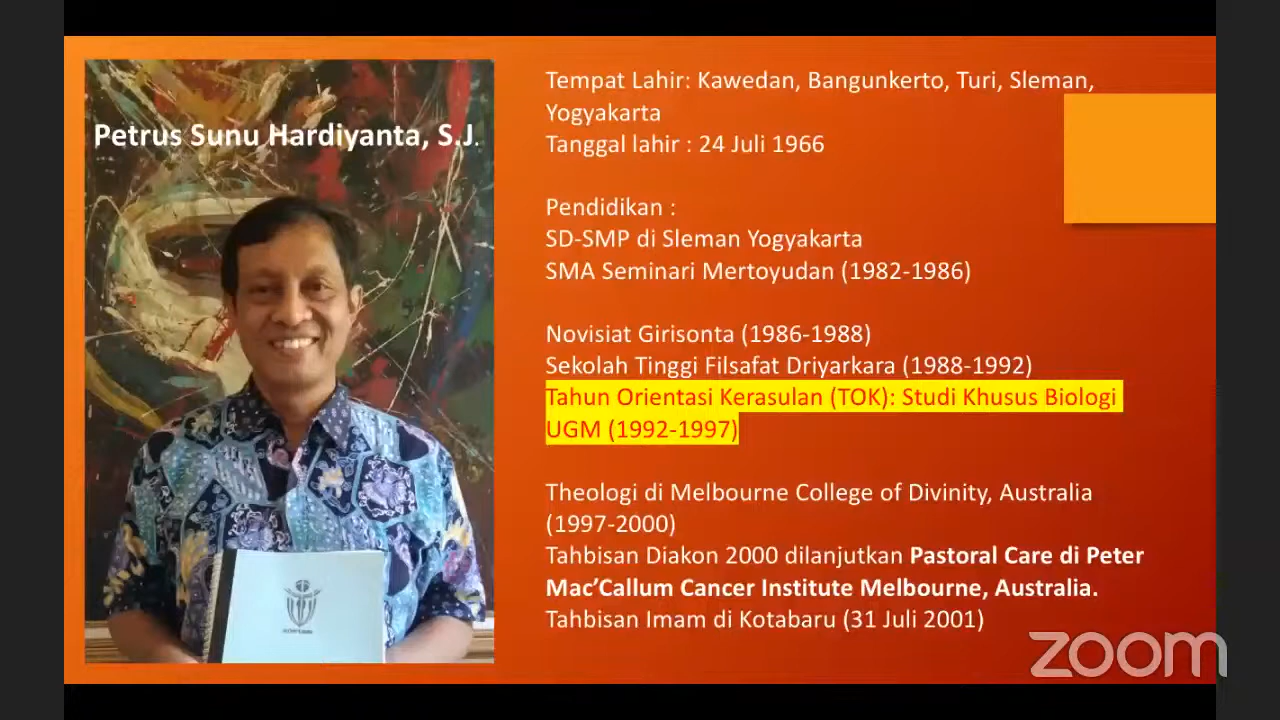 Petrus Sunu Hardiyanta, S.J.
Tempat Lahir: Kawedan, Bangunkerto, Turi, Sleman,
Yogyakarta
Tanggal lahir : 24 Juli 1966
Pendidikan :
SD-SMP di Sleman Yogyakarta
SMA Seminari Mertoyudan (1982-1986)
Novisiat Girisonta (1986-1988)
Sekolah Tinggi Filsafat Driyarkara (1988-1992)
Tahun Orientasi Kerasulan (TOK): Studi Khusus Biologi
UGM (1992-1997)
Theologi di Melbourne College of Divinity, Australia
(1997-2000)
Tahbisan Diakon 2000 dilanjutkan Pastoral Care di Peter
Mac’Callum Cancer Institute Melbourne, Australia.
Tahbisan Imam di Kotabaru (31 Juli 2001)
zoom